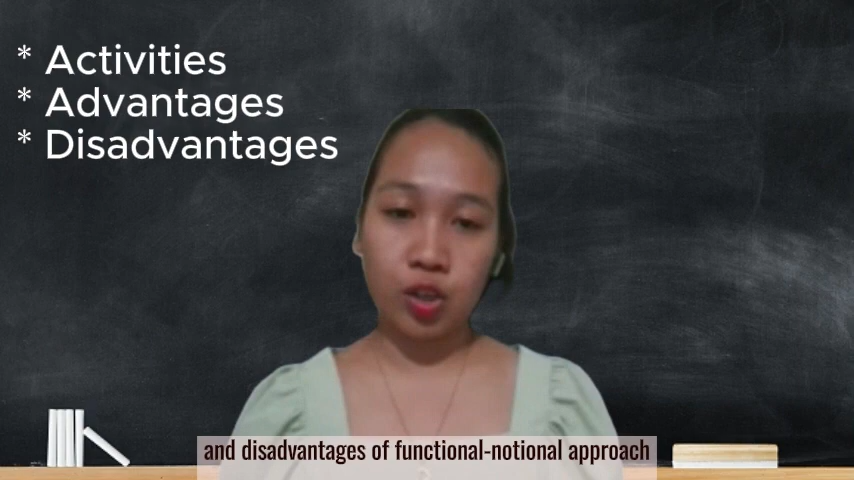 * Activities
* Advantages
* Disadvantages
and disadvantages of functional-notional approach